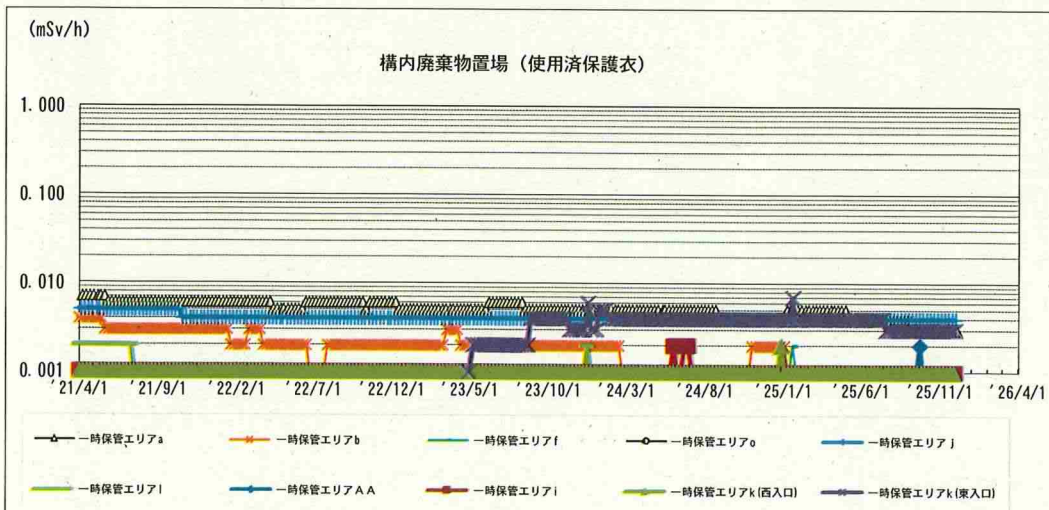 (mSv/h)
構内廃棄物置場（使用済保護衣）
1.000
0.100
0.010
0.001
'21/4/1 '21/9/1 '22/2/1 '22/7/1 '22/12/1 '23/5/1 '23/10/1 '24/3/1 '24/8/1 '25/1/1 '25/6/1 '25/11/1 '26/4/1
一時保管エリアa 一時保管エリアb 一時保管エリアf 一時保管エリアo 一時保管エリアj
一時保管エリアl 一時保管エリアAA 一時保管エリアi 一時保管エリアk(西入口) 一時保管エリアk(東入口)